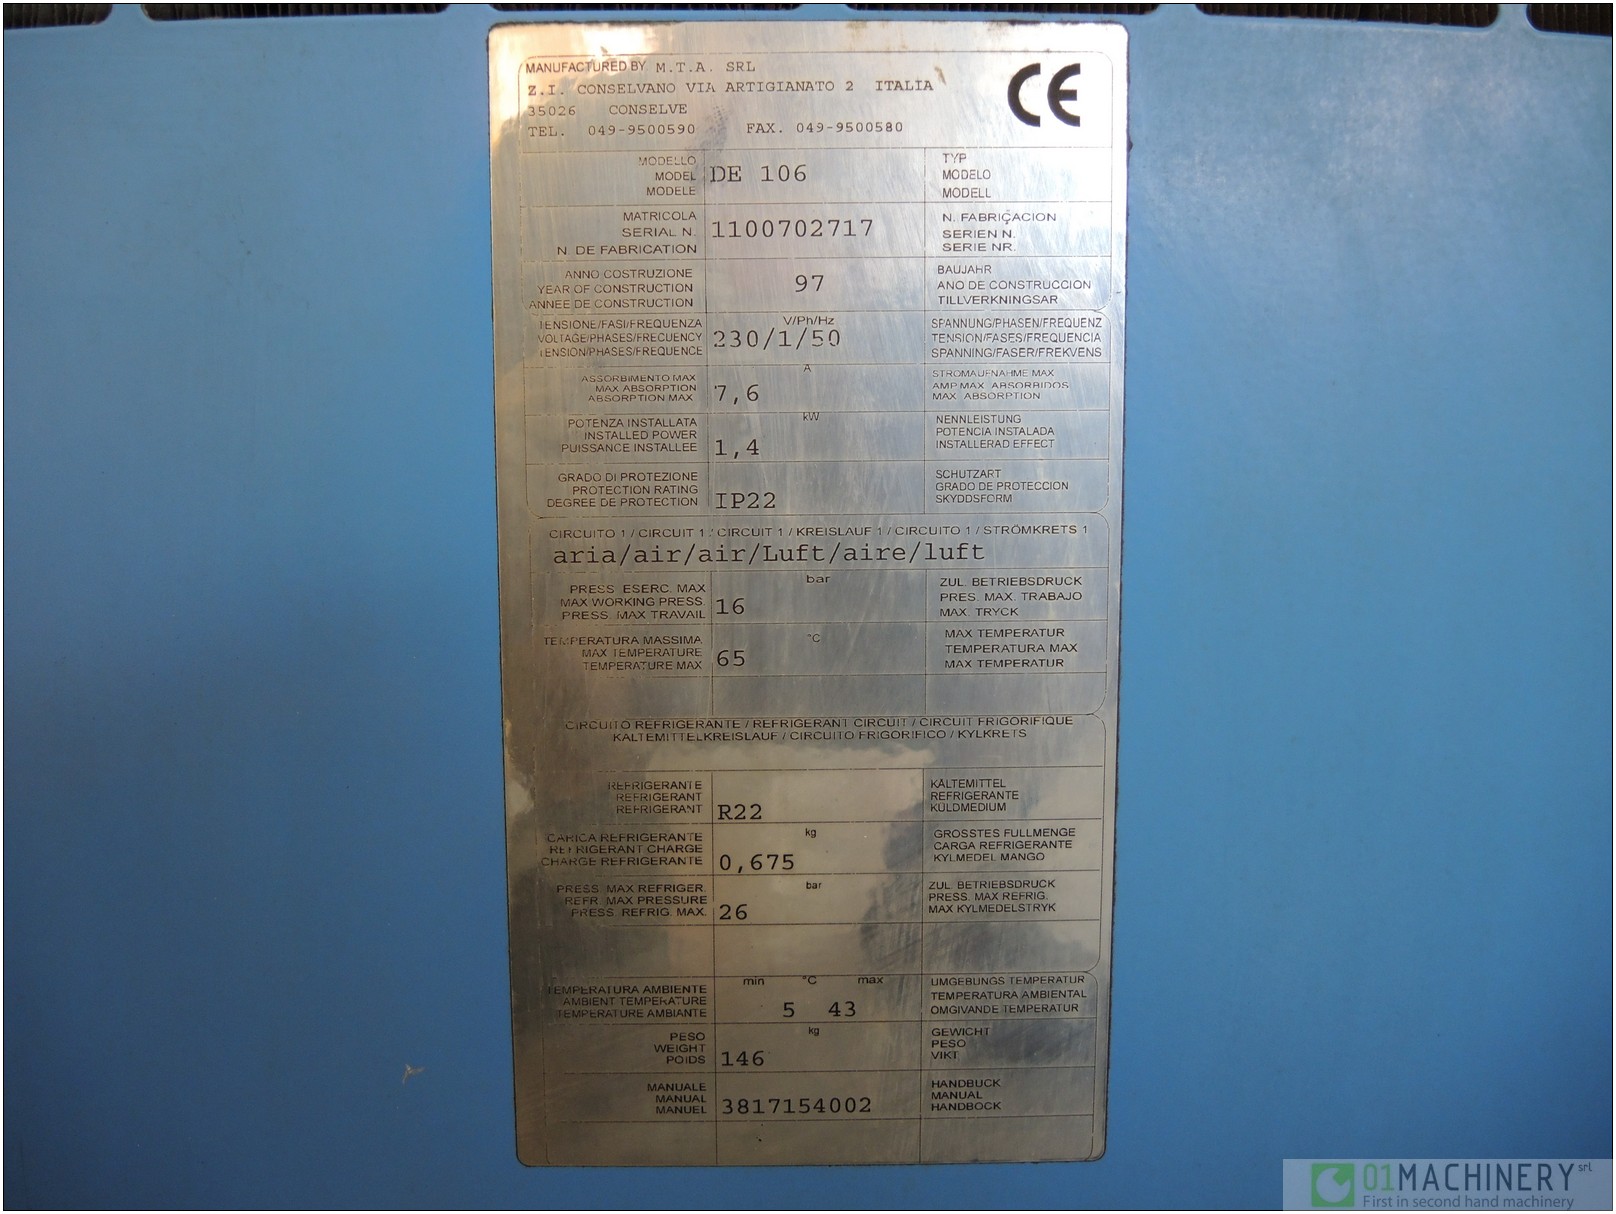 MANUFACTURED BY M.T.A. SRL
Z.I. CONSELVANO VIA ARTIGIANATO 2 ITALIA
35026 CONSELVE
TEL. 049-9500590 FAX. 049-9500580
CE
MODELLO
MODEL
MODELE
DE 106
TYP
MODELO
MODELL
MATRICOLA
SERIAL N.
N. DE FABRICATION
1100702717
N. FABRIÇACION
SERIEN N.
SERIE NR.
ANNO COSTRUZIONE
YEAR OF CONSTRUCTION
ANNEE DE CONSTRUCTION
97
BAUJAHR
ANO DE CONSTRUCCION
TILLVERKNINGSAR
TENSIONE/FASI/FREQUENZA
VOLTAGE/PHASES/FRECUENCY
TENSION/PHASES/FREQUENCE
V/Ph/Hz
230/1/50
SPANNUNG/PHASEN/FREQUENZ
TENSION/FASES/FREQUENCIA
SPANNING/FASER/FREKVENS
ASSORBIMENTO MAX
MAX ABSORPTION
ABSORPTION MAX
A
7,6
STROMAUFNAHME MAX
AMP.MAX. ABSORBIDOS
MAX. ABSORPTION
POTENZA INSTALLATA
INSTALLED POWER
PUISSANCE INSTALLEE
kW
1,4
NENNLEISTUNG
POTENCIA INSTALADA
INSTALLERAD EFFECT
GRADO DI PROTEZIONE
PROTECTION RATING
DEGREE DE PROTECTION
IP22
SCHUTZART
GRADO DE PROTECCION
SKYDDSFORM
CIRCUITO 1 / CIRCUIT 1 / CIRCUIT 1 / KREISLAUF 1 / CIRCUITO 1 / STRÖMKRETS 1
aria/air/air/Luft/aire/luft
PRESS. ESERC. MAX
MAX WORKING PRESS.
PRESS. MAX TRAVAIL
bar
16
ZUL. BETRIEBSDRUCK
PRES. MAX. TRABAJO
MAX. TRYCK
TEMPERATURA MASSIMA
MAX TEMPERATURE
TEMPERATURE MAX
°C
65
MAX TEMPERATUR
TEMPERATURA MAX
MAX TEMPERATUR
CIRCUITO REFRIGERANTE / REFRIGERANT CIRCUIT / CIRCUIT FRIGORIFIQUE
KALTEMITTELKREISLAUF / CIRCUITO FRIGORIFICO / KYLKRETS
REFRIGERANTE
REFRIGERANT
REFRIGERANT
R22
KÄLTEMITTEL
REFRIGERANTE
KÜLDMEDIUM
CARICA REFRIGERANTE
REFRIGERANT CHARGE
CHARGE REFRIGERANTE
kg
0,675
GROSSTES FULLMENGE
CARGA REFRIGERANTE
KYLMEDEL MANGO
PRESS. MAX REFRIGER.
REFR. MAX PRESSURE
PRESS. REFRIG. MAX.
bar
26
ZUL. BETRIEBSDRUCK
PRESS. MAX REFRIG.
MAX KYLMEDELSTRYK
TEMPERATURA AMBIENTE
AMBIENT TEMPERATURE
TEMPERATURE AMBIANTE
min °C max
5 43
UMGEBUNGS TEMPERATUR
TEMPERATURA AMBIENTAL
OMGIVANDE TEMPERATUR
PESO
WEIGHT
POIDS
kg
146
GEWICHT
PESO
VIKT
MANUALE
MANUAL
MANUEL
3817154002
HANDBUCK
MANUAL
HANDBOCK
01MACHINERY srl
First in second hand machinery